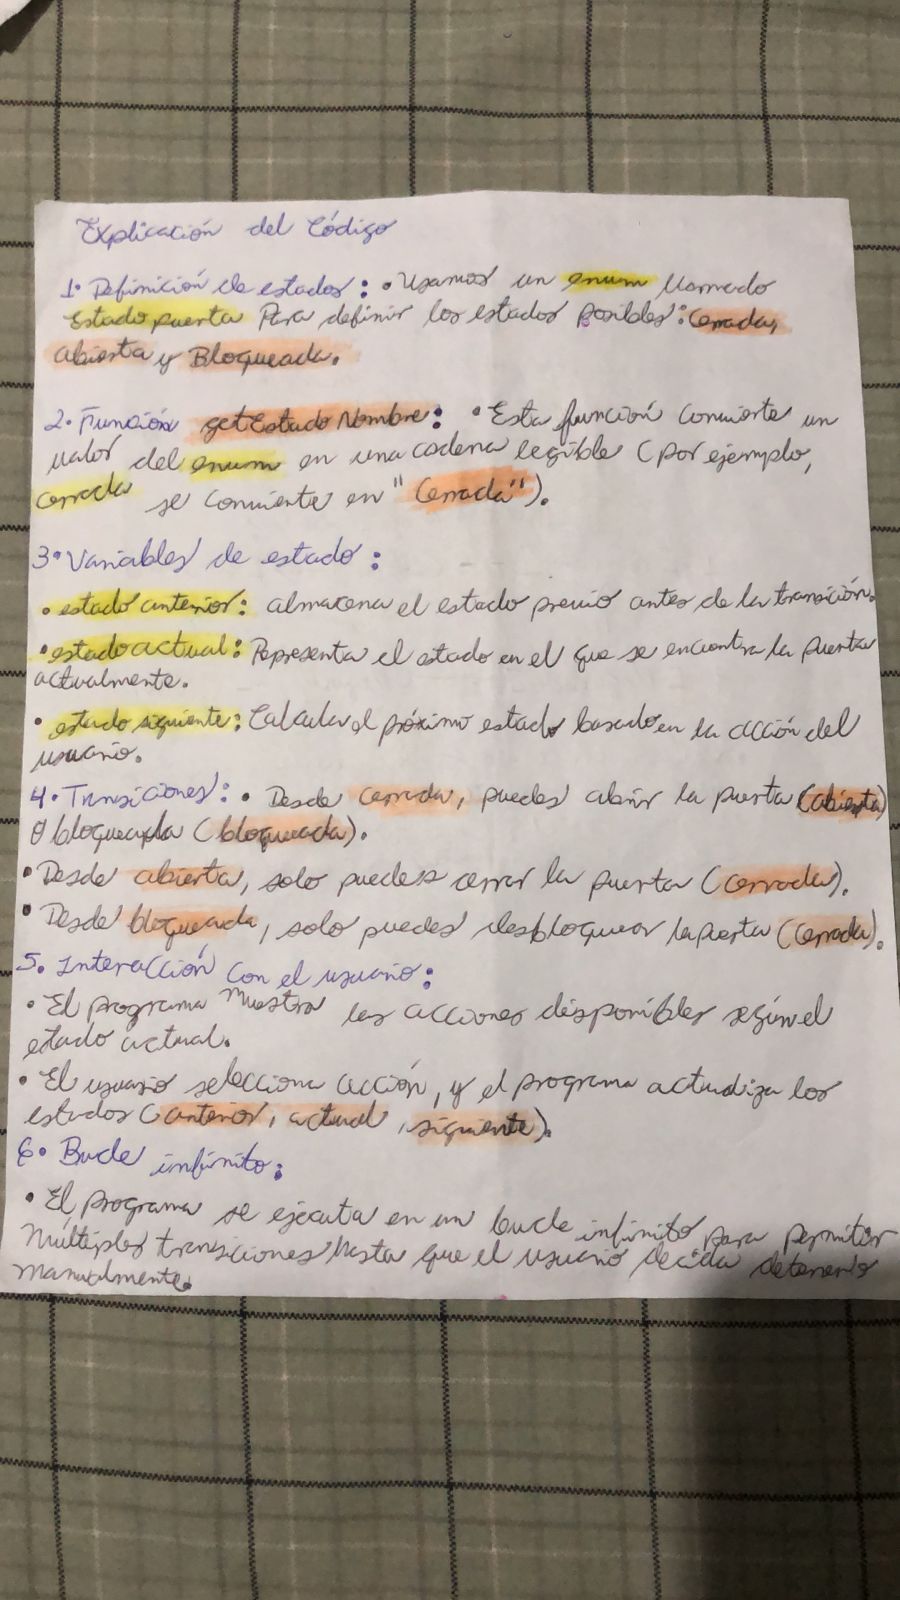 Explicación del Código
1. Definición de estados: • Usamos un enum llamado
Estado puerta Para definir los estados posibles: Cerrada,
abierta y Bloqueada.
2. Función getEstadoNombre: • Esta función convierte un
valor del enum en una cadena legible (por ejemplo,
cerrada se convierte en "Cerrada").
3. Variables de estado:
• estado anterior: almacena el estado previo antes de la transición.
• estado actual: Representa el estado en el que se encuentra la puerta
actualmente.
• estado siguiente: Calcula el próximo estado basado en la acción del
usuario.
4. Transiciones: • Desde cerrada, puedes abrir la puerta (abierta)
o bloquearla (bloqueada).
• Desde abierta, solo puedes cerrar la puerta (cerrada).
• Desde bloqueada, solo puedes desbloquear la puerta (Cerrada).
5. Interacción con el usuario:
• El programa Muestra las acciones disponibles según el
estado actual.
• El usuario selecciona acción, y el programa actualiza los
estados (anterior, actual, siguiente).
6. Bucle infinito:
• El programa se ejecuta en un bucle infinito para permitir
Múltiples transiciones hasta que el usuario decida detenerlo
manualmente.